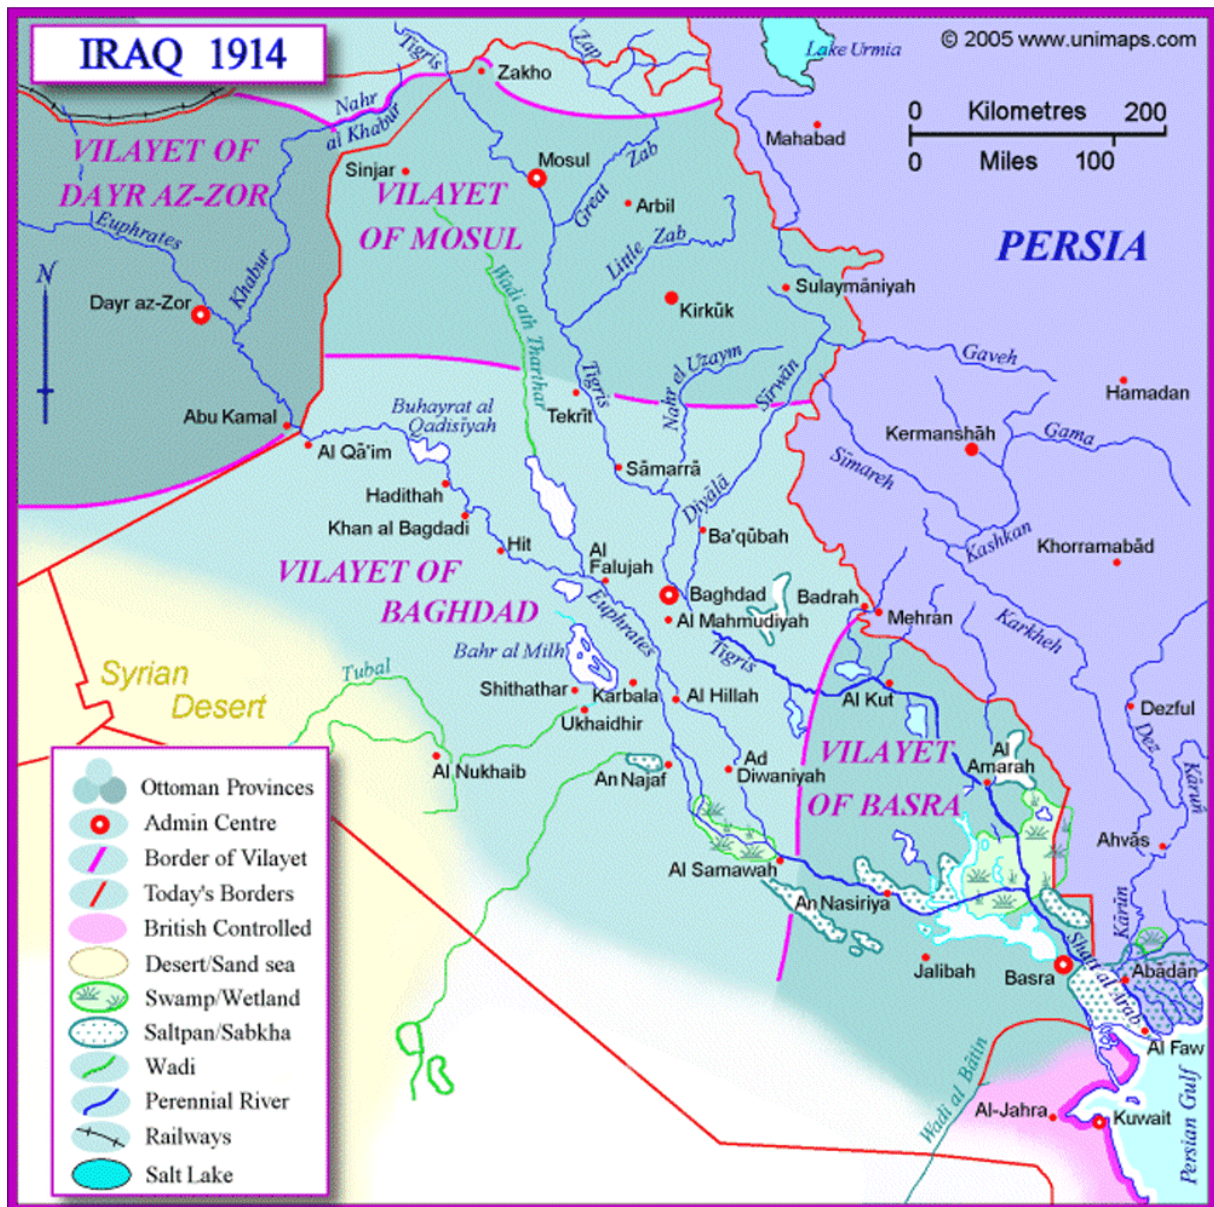 IRAQ 1914
© 2005 www.unimaps.com
Lake Urmia
0 Kilometres 200
0 Miles 100
Tigris
Zap
Zakho
Nahr
al Khabur
Mahabad
VILAYET OF
DAYR AZ-ZOR
Sinjar
Mosul
Great Zab
VILAYET
OF MOSUL
Arbil
Little Zab
Euphrates
Khabur
PERSIA
N
Dayr az-Zor
Wadi ath Tharthar
Sulaymāniyah
Kirkūk
Gaveh
Nahr el Uzaym
Sīrwān
Tigris
Hamadan
Abu Kamal
Buhayrat al
Qadisīyah
Tekrīt
Kermanshāh
Gama
Al Qā'im
Sāmarrā
Sīmareh
Hadithah
Diyālā
Khan al Bagdadi
Ba'qūbah
Kashkan
Khorramabād
Hit
Al
Falujah
VILAYET OF
BAGHDAD
Baghdad
Badrah
Al Mahmudiyah
Mehran
Euphrates
Karkheh
Bahr al Milh
Tigris
Syrian
Desert
Tubal
Shithathar
Karbala
Al Hillah
Al Kut
Dezful
Ukhaidhir
Dez
VILAYET
OF BASRA
Al
Amarah
Al Nukhaib
An Najaf
Ad
Diwaniyah
Kārūn
Ahvās
Al Samawah
An Nasiriya
Kārūn
Shatt al Arab
Jalibah
Basra
Abādān
Al Faw
Wadi al Bātin
Al-Jahra
Kuwait
Persian Gulf
Ottoman Provinces
Admin Centre
Border of Vilayet
Today's Borders
British Controlled
Desert/Sand sea
Swamp/Wetland
Saltpan/Sabkha
Wadi
Perennial River
Railways
Salt Lake